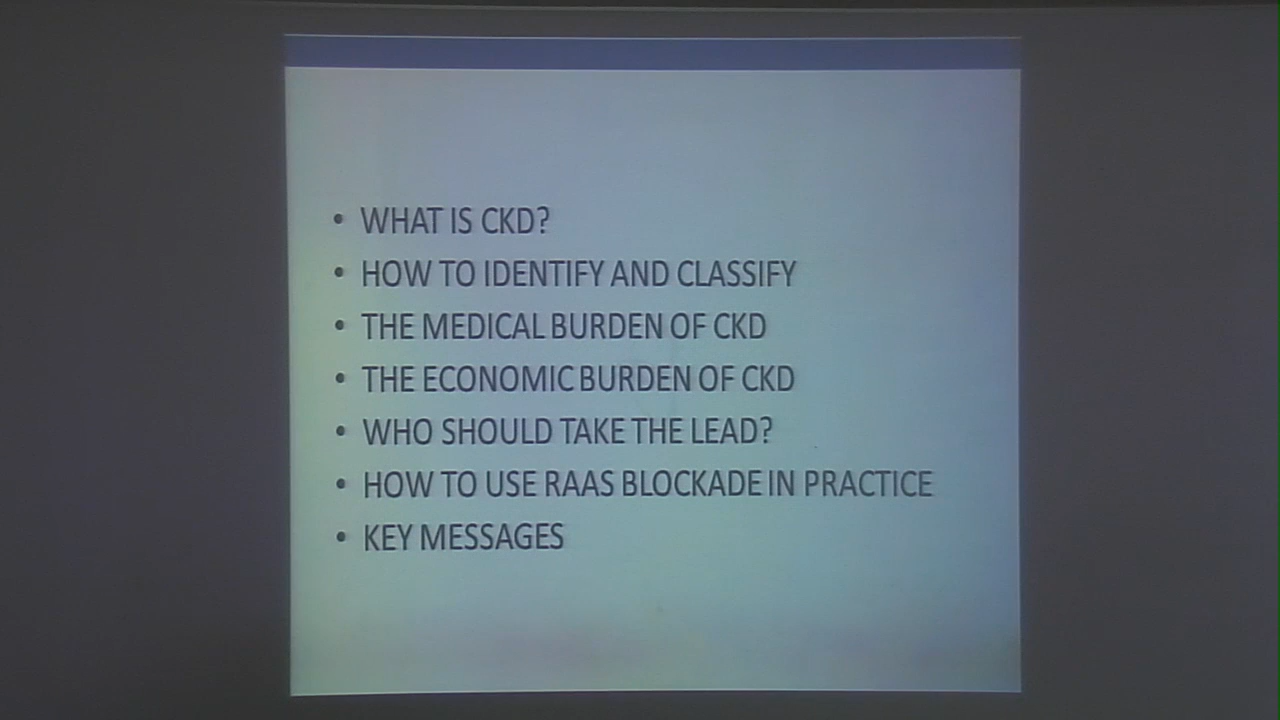 • WHAT IS CKD?
• HOW TO IDENTIFY AND CLASSIFY
• THE MEDICAL BURDEN OF CKD
• THE ECONOMIC BURDEN OF CKD
• WHO SHOULD TAKE THE LEAD?
• HOW TO USE RAAS BLOCKADE IN PRACTICE
• KEY MESSAGES